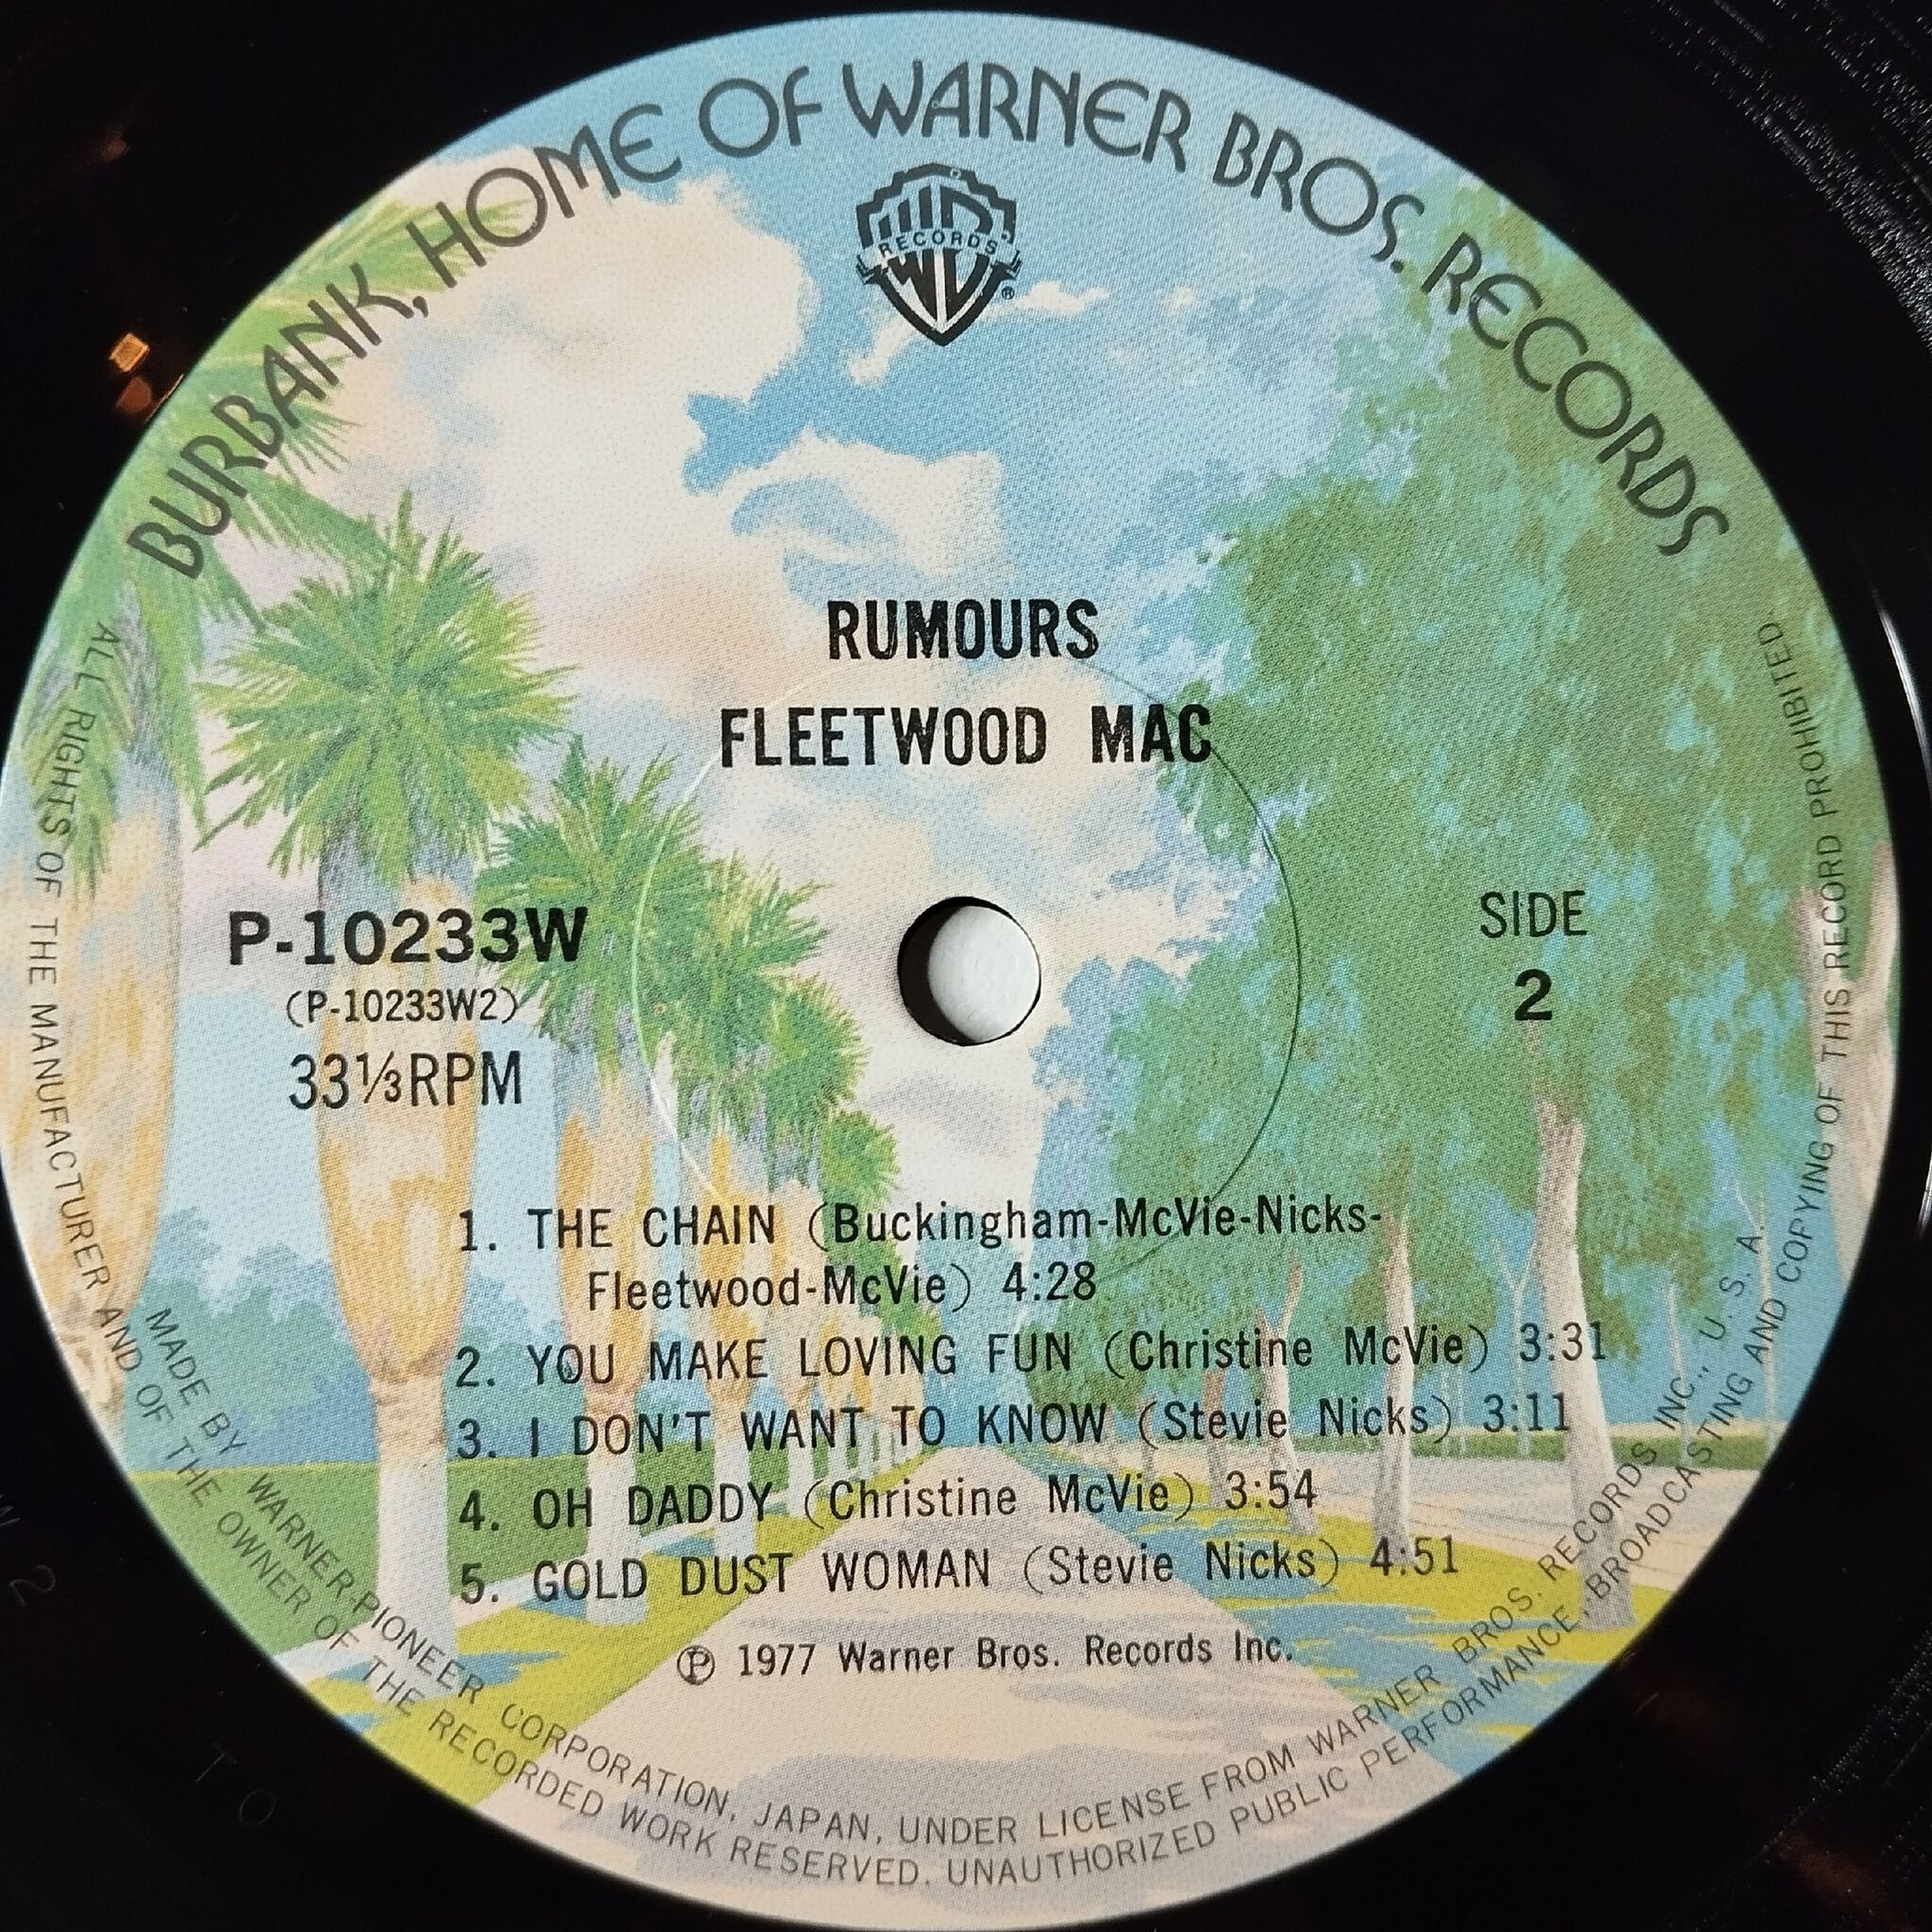 BURBANK, HOME OF WARNER BROS. RECORDS
RECORDS
®
RUMOURS
FLEETWOOD MAC
P-10233W
(P-10233W2)
33⅓RPM
SIDE
2
1. THE CHAIN (Buckingham-McVie-Nicks-
Fleetwood-McVie) 4:28
2. YOU MAKE LOVING FUN (Christine McVie) 3:31
3. I DON'T WANT TO KNOW (Stevie Nicks) 3:11
4. OH DADDY (Christine McVie) 3:54
5. GOLD DUST WOMAN (Stevie Nicks) 4:51
℗ 1977 Warner Bros. Records Inc.
MADE BY WARNER-PIONEER CORPORATION, JAPAN, UNDER LICENSE FROM WARNER BROS. RECORDS INC., U. S. A.
ALL RIGHTS OF THE MANUFACTURER AND OF THE OWNER OF THE RECORDED WORK RESERVED. UNAUTHORIZED PUBLIC PERFORMANCE, BROADCASTING AND COPYING OF THIS RECORD PROHIBITED